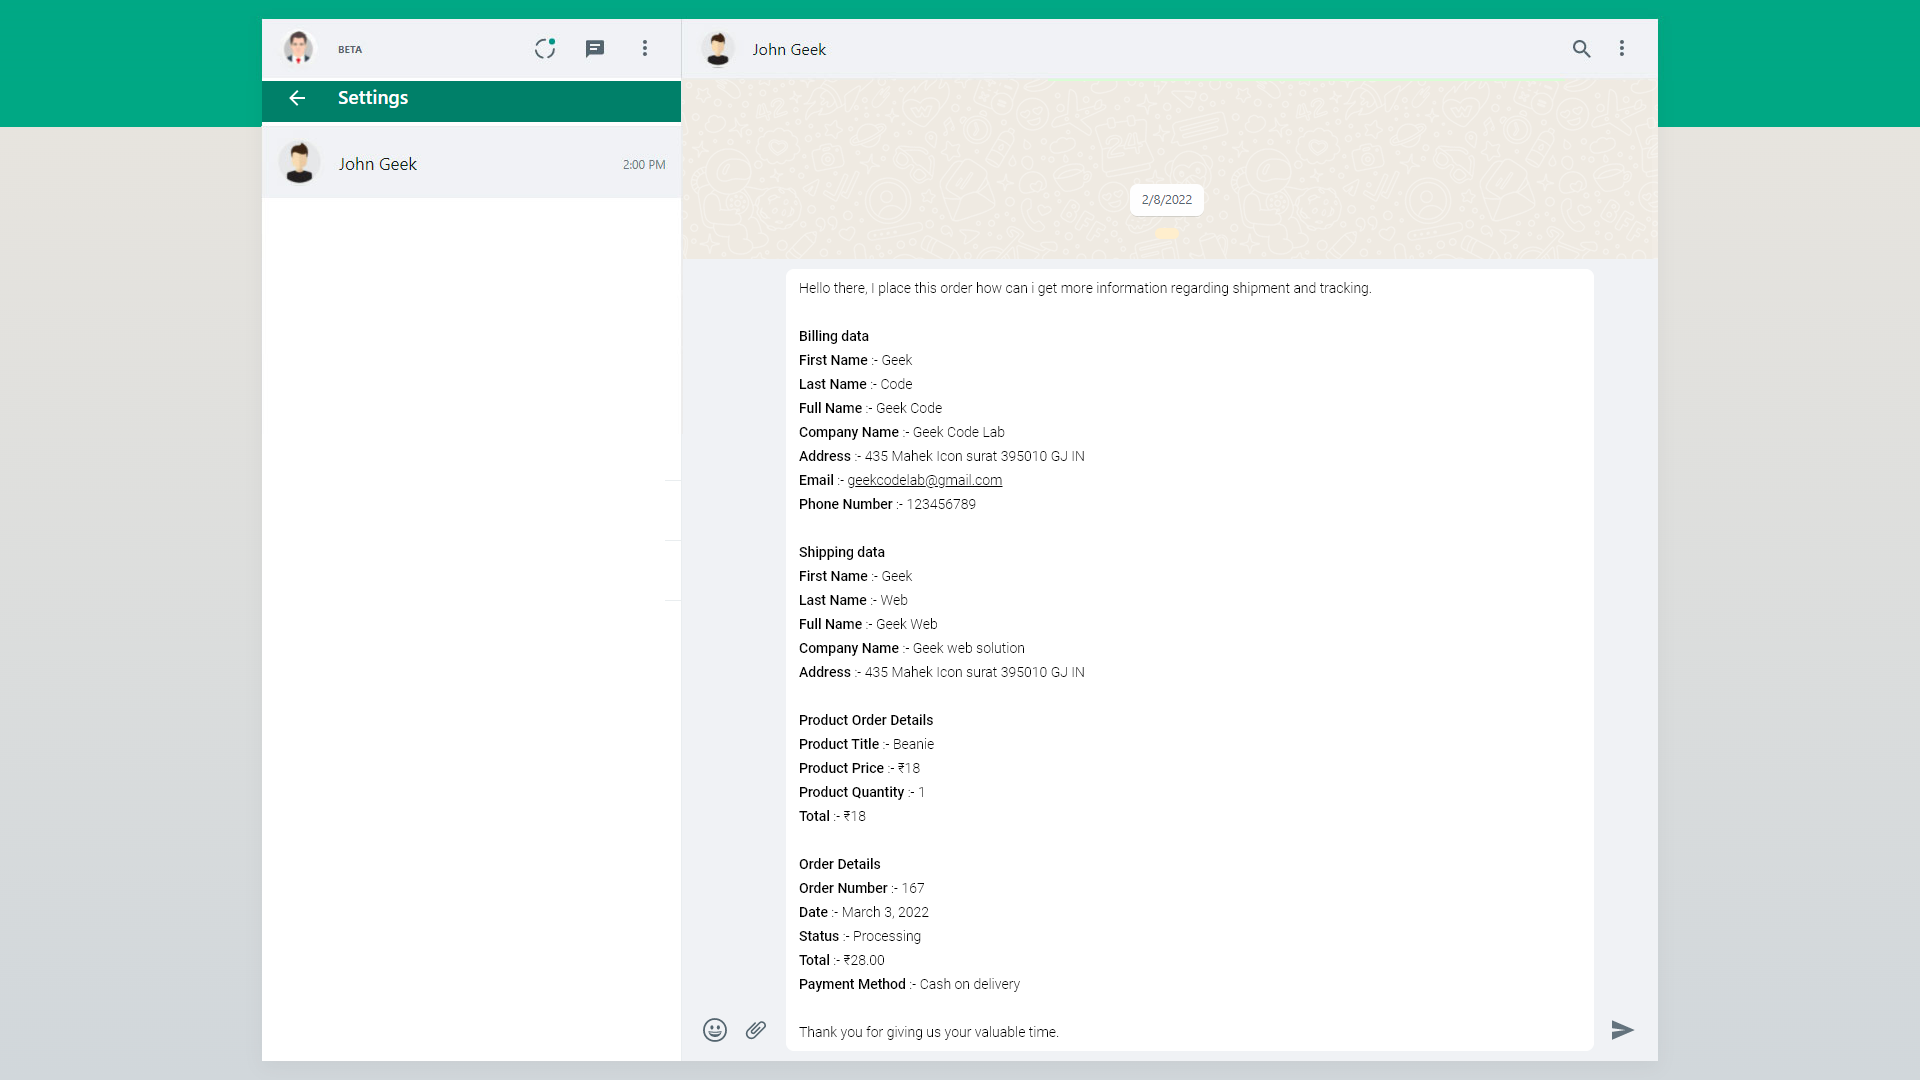 BETA
Settings
John Geek
2:00 PM
John Geek
2/8/2022
Hello there, I place this order how can i get more information regarding shipment and tracking.
Billing data
First Name :- Geek
Last Name :- Code
Full Name :- Geek Code
Company Name :- Geek Code Lab
Address :- 435 Mahek Icon surat 395010 GJ IN
Email :- geekcodelab@gmail.com
Phone Number :- 123456789
Shipping data
First Name :- Geek
Last Name :- Web
Full Name :- Geek Web
Company Name :- Geek web solution
Address :- 435 Mahek Icon surat 395010 GJ IN
Product Order Details
Product Title :- Beanie
Product Price :- ₹18
Product Quantity :- 1
Total :- ₹18
Order Details
Order Number :- 167
Date :- March 3, 2022
Status :- Processing
Total :- ₹28.00
Payment Method :- Cash on delivery
Thank you for giving us your valuable time.